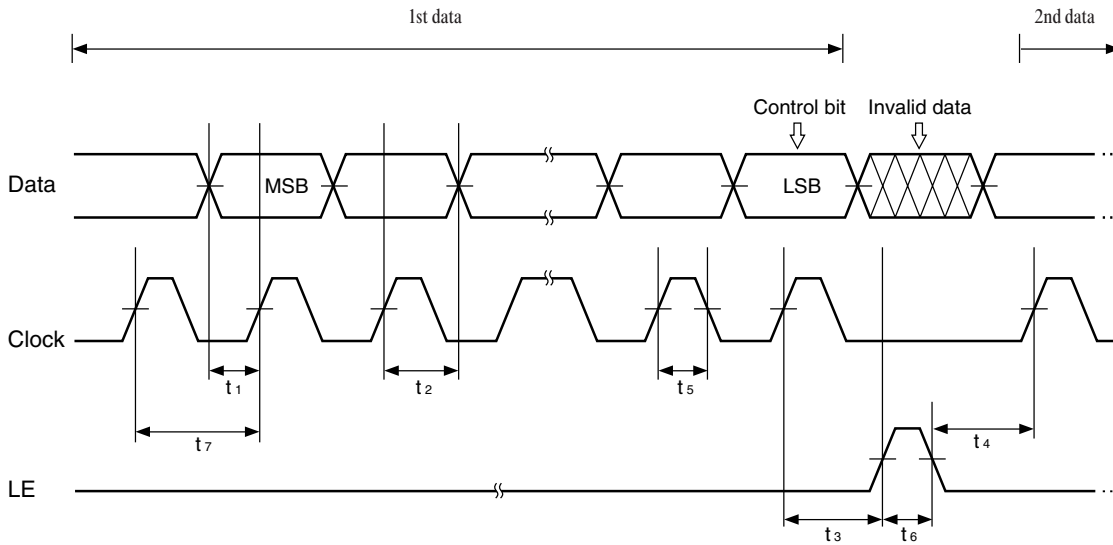 1st data
2nd data
Control bit
Invalid data
Data
MSB
LSB
Clock
t1
t2
t5
t7
t4
LE
t3
t6